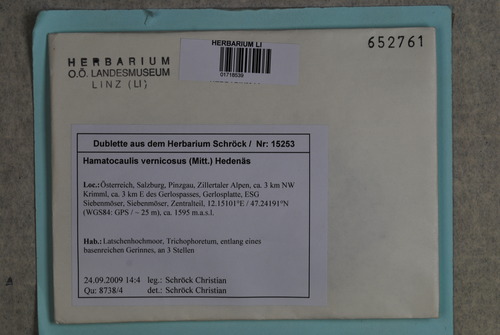 HERBARIUM
O.Ö. LANDESMUSEUM
LINZ (LI)
HERBARIUM LI
01718039
652761
Dublette aus dem Herbarium Schröck / Nr: 15253
Hamatocaulis vernicosus (Mitt.) Hedenäs
Loc.:Österreich, Salzburg, Pinzgau, Zillertaler Alpen, ca. 3 km NW
Krimml, ca. 3 km E des Gerlospasses, Gerlosplatte, ESG
Siebenmöser, Siebenmöser, Zentralteil, 12.15101°E / 47.24191°N
(WGS84: GPS / ~ 25 m), ca. 1595 m.a.s.l.
Hab.:Latschenhochmoor, Trichophoretum, entlang eines
basenreichen Gerinnes, an 3 Stellen
24.09.2009 14:4 leg.: Schröck Christian
Qu: 8738/4 det.: Schröck Christian